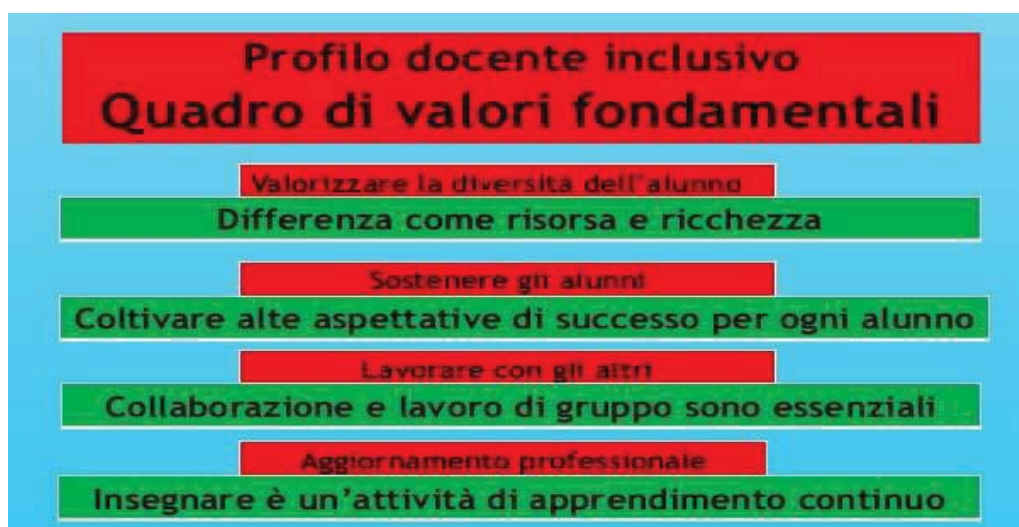 Profilo docente inclusivo
Quadro di valori fondamentali
Valorizzare la diversità dell'alunno
Differenza come risorsa e ricchezza
Sostenere gli alunni
Coltivare alte aspettative di successo per ogni alunno
Lavorare con gli altri
Collaborazione e lavoro di gruppo sono essenziali
Aggiornamento professionale
Insegnare è un'attività di apprendimento continuo